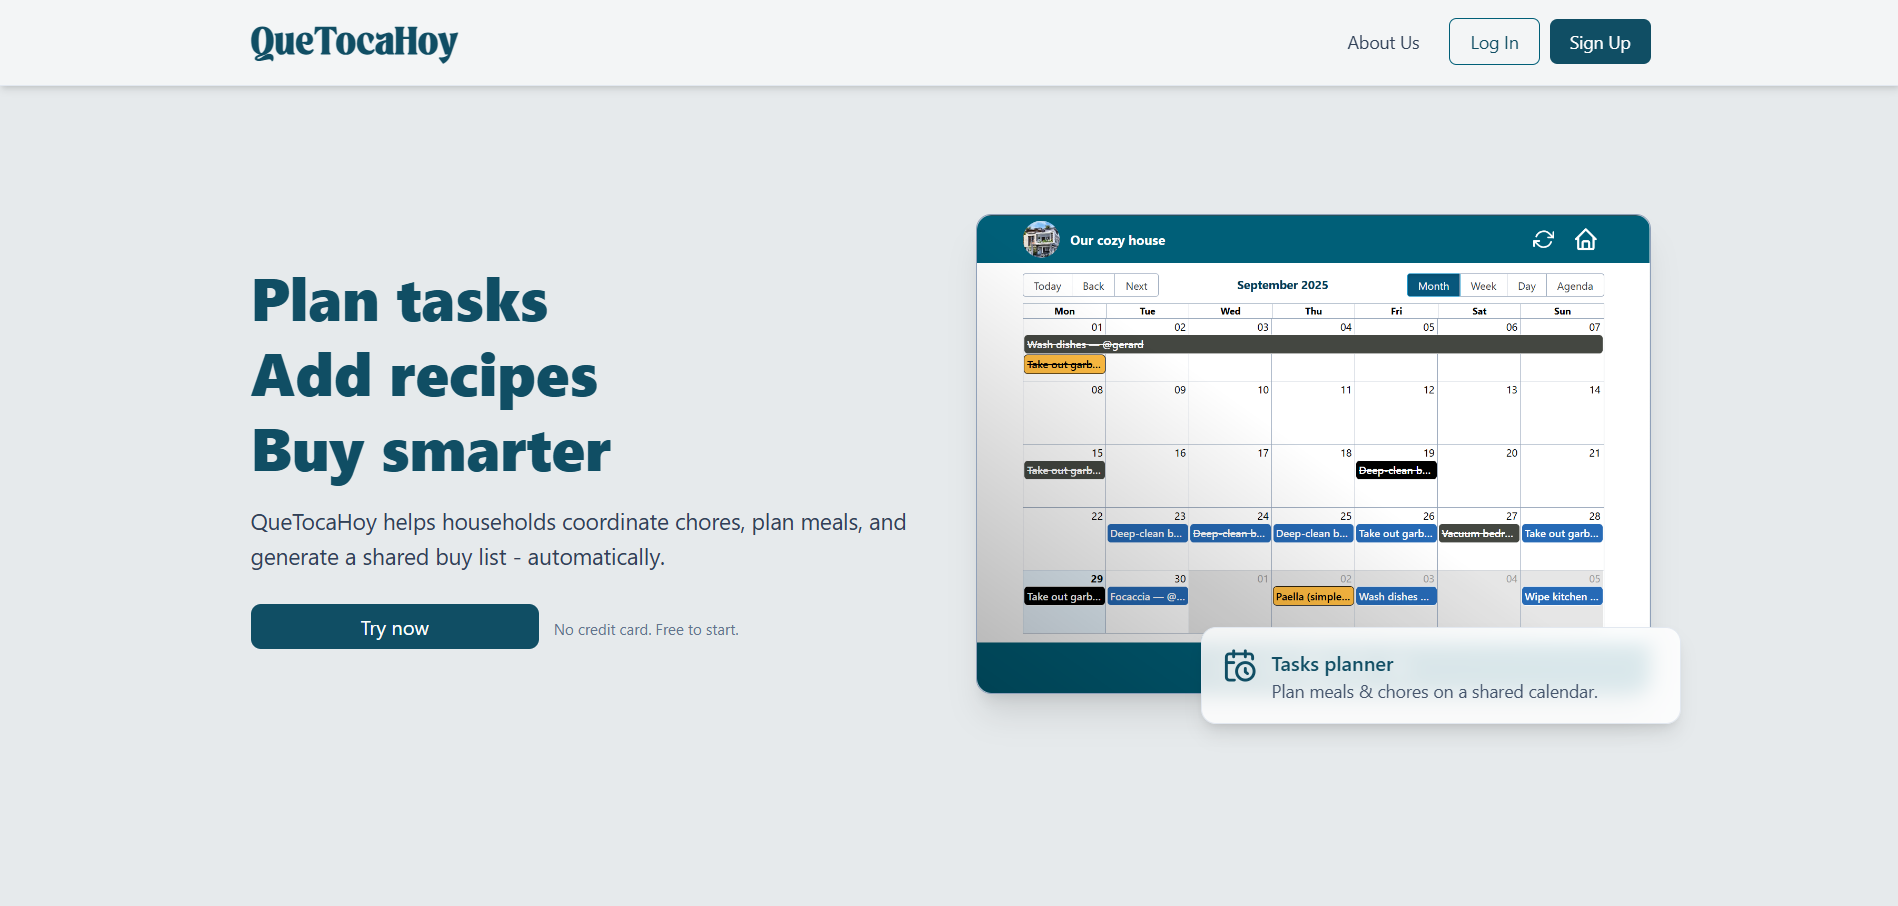 QueTocaHoy
About Us
Log In
Sign Up
Plan tasks
Add recipes
Buy smarter
QueTocaHoy helps households coordinate chores, plan meals, and
generate a shared buy list - automatically.
Try now
No credit card. Free to start.
Our cozy house
Today Back Next
September 2025
Month Week Day Agenda
Mon Tue Wed Thu Fri Sat Sun
01 02 03 04 05 06 07
Wash dishes — @gerard
Take out garb...
08 09 10 11 12 13 14
15 16 17 18 19 20 21
Take out garb... Deep-clean b...
22 23 24 25 26 27 28
Deep-clean b... Deep-clean b... Deep-clean b... Take out garb... Vacuum bedr... Take out garb...
29 30 01 02 03 04 05
Take out garb... Focaccia — @... Paella (simple... Wash dishes ... Wipe kitchen ...
Tasks planner
Plan meals & chores on a shared calendar.